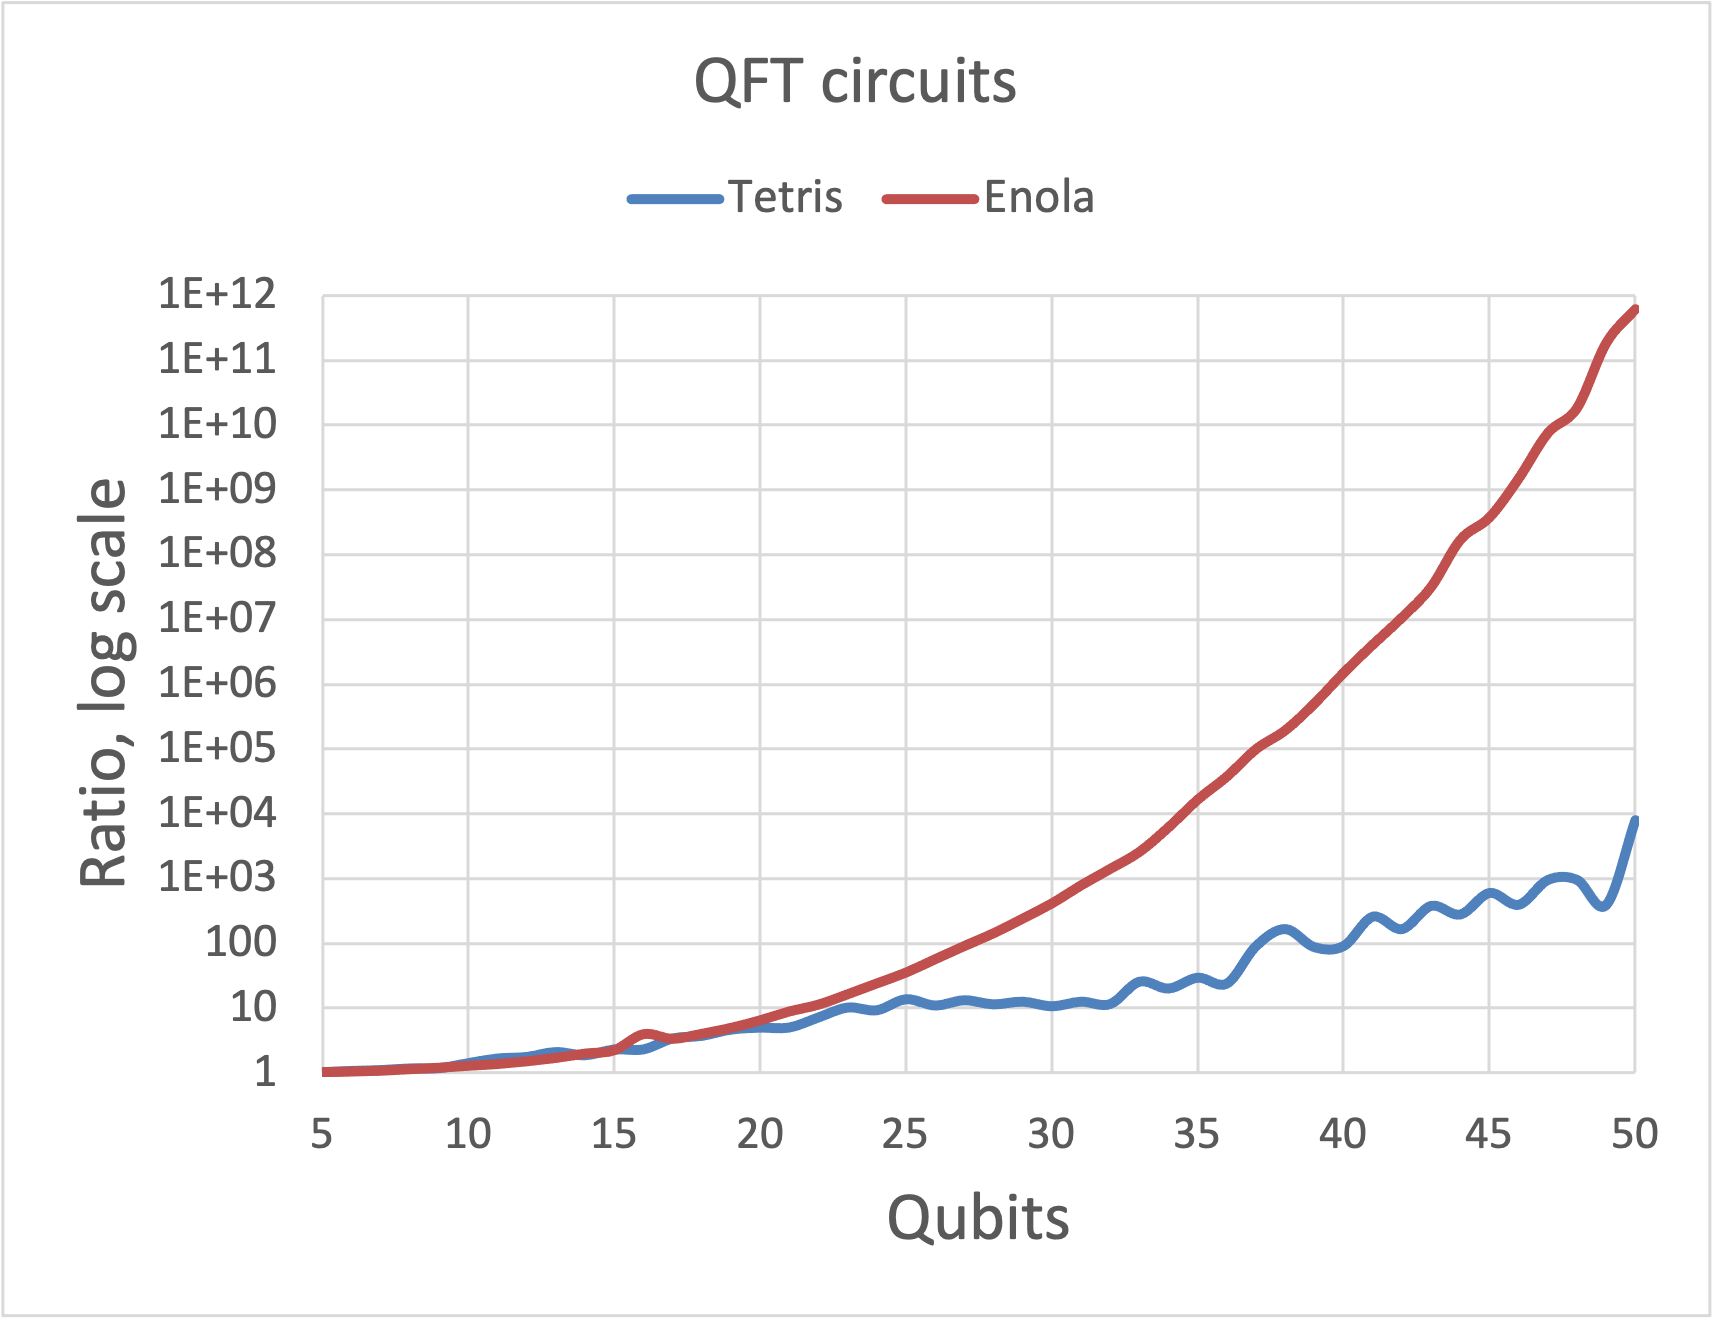 QFT circuits
Tetris Enola
Ratio, log scale
1E+12
1E+11
1E+10
1E+09
1E+08
1E+07
1E+06
1E+05
1E+04
1E+03
100
10
1
5 10 15 20 25 30 35 40 45 50
Qubits